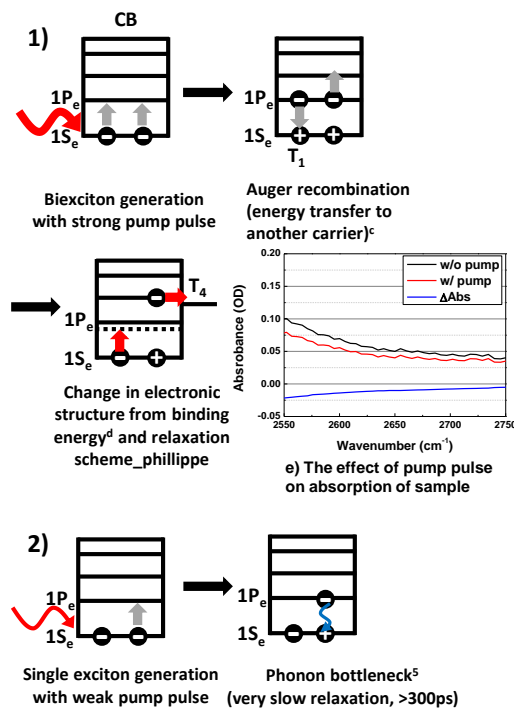 1)
CB
1Pe
1Se
Biexciton generation
with strong pump pulse
1Pe
1Se
T1
Auger recombination
(energy transfer to
another carrier)c
1Pe
1Se
T4
Change in electronic
structure from binding
energyd and relaxation
scheme_phillippe
w/o pump
w/ pump
ΔAbs
Absrobance (OD)
0.20
0.15
0.10
0.05
0.00
-0.05
2550 2600 2650 2700 2750
Wavenumber (cm-1)
e) The effect of pump pulse
on absorption of sample
2)
1Pe
1Se
Single exciton generation
with weak pump pulse
1Pe
1Se
Phonon bottleneck5
(very slow relaxation, >300ps)